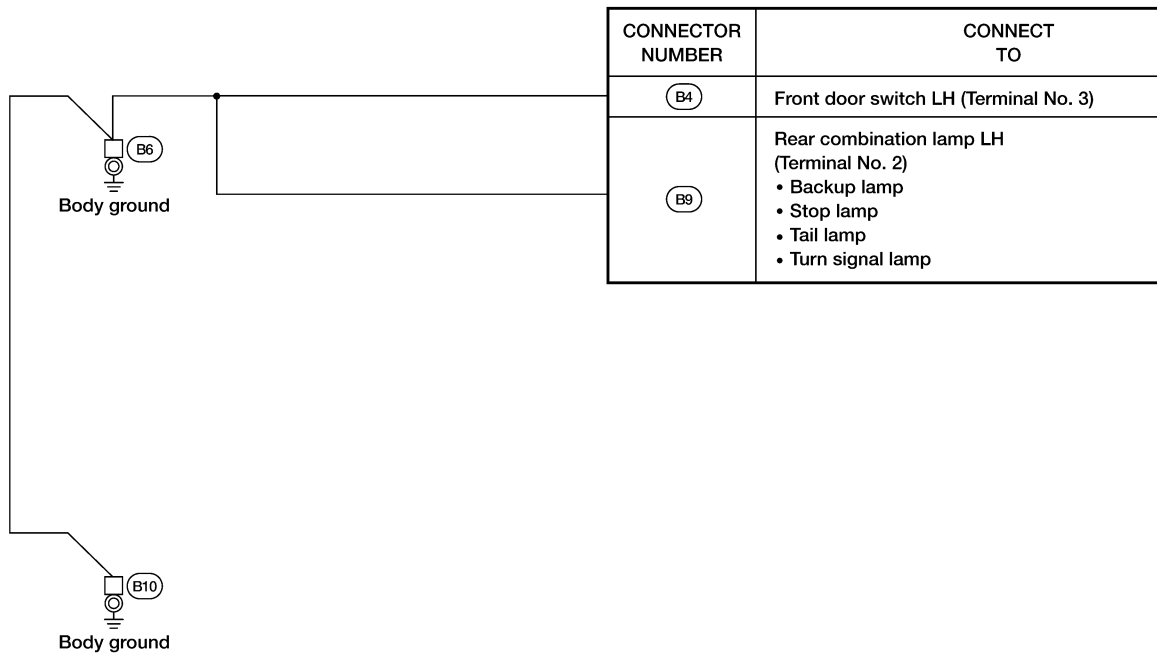 CONNECTOR
NUMBER
CONNECT
TO
B4
Front door switch LH (Terminal No. 3)
B6
Body ground
B9
Rear combination lamp LH
(Terminal No. 2)
• Backup lamp
• Stop lamp
• Tail lamp
• Turn signal lamp
B10
Body ground